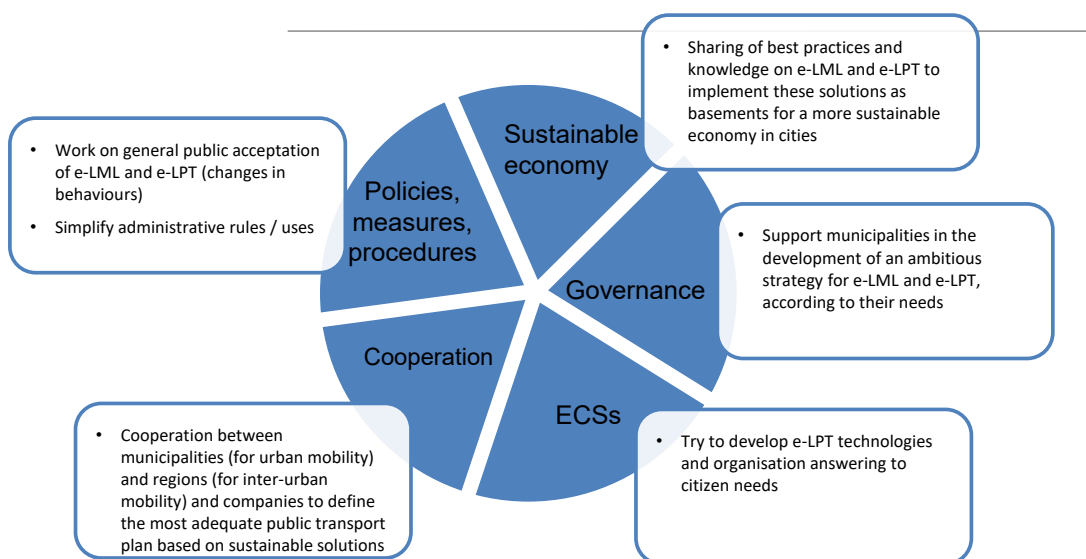 • Sharing of best practices and
knowledge on e-LML and e-LPT to
implement these solutions as
basements for a more sustainable
economy in cities
Sustainable
economy
• Work on general public acceptation
of e-LML and e-LPT (changes in
behaviours)
• Simplify administrative rules / uses
Policies,
measures,
procedures
Governance
• Support municipalities in the
development of an ambitious
strategy for e-LML and e-LPT,
according to their needs
Cooperation
ECSs
• Cooperation between
municipalities (for urban mobility)
and regions (for inter-urban
mobility) and companies to define
the most adequate public transport
plan based on sustainable solutions
• Try to develop e-LPT technologies
and organisation answering to
citizen needs